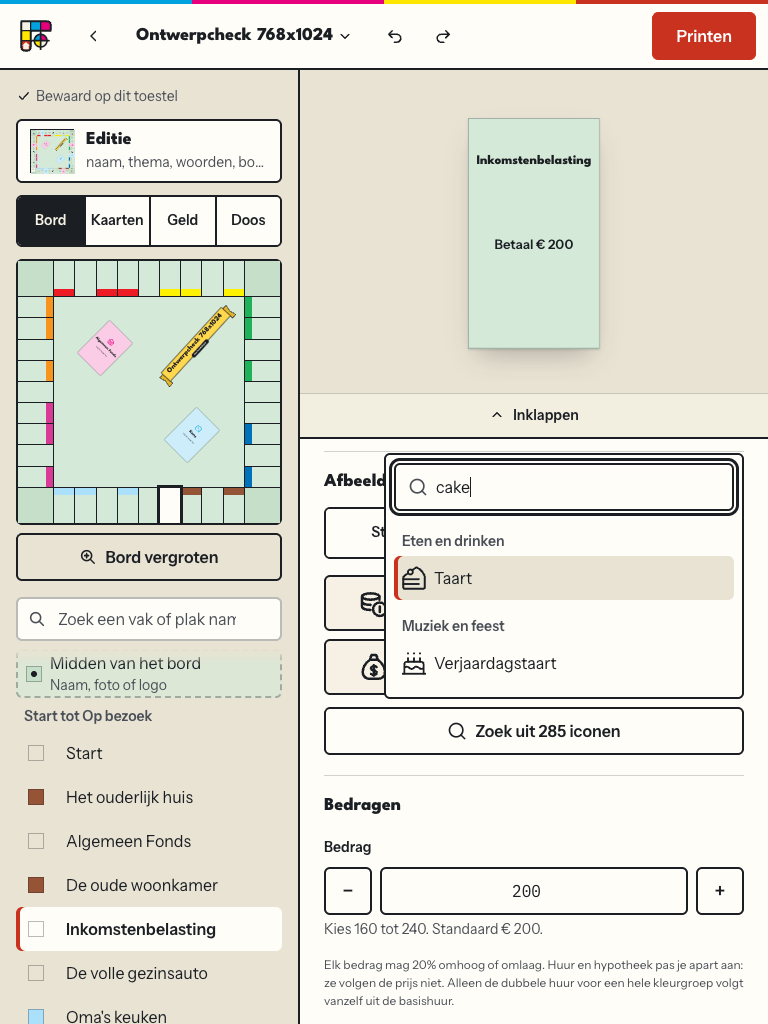 Ontwerpcheck 768x1024
Printen
Bewaard op dit toestel
Editie
naam, thema, woorden, bo...
Bord
Kaarten
Geld
Doos
Algemeen Fonds
Ontwerpcheck 768x1024
Bord vergroten
Zoek een vak of plak nam
Midden van het bord
Naam, foto of logo
Start tot Op bezoek
Start
Het ouderlijk huis
Algemeen Fonds
De oude woonkamer
Inkomstenbelasting
De volle gezinsauto
Oma's keuken
Inkomstenbelasting
Betaal € 200
Inklappen
Afbeeld
St
cake
Eten en drinken
Taart
Muziek en feest
Verjaardagstaart
Zoek uit 285 iconen
Bedragen
Bedrag
−
200
+
Kies 160 tot 240. Standaard € 200.
Elk bedrag mag 20% omhoog of omlaag. Huur en hypotheek pas je apart aan:
ze volgen de prijs niet. Alleen de dubbele huur voor een hele kleurgroep volgt
vanzelf uit de basishuur.